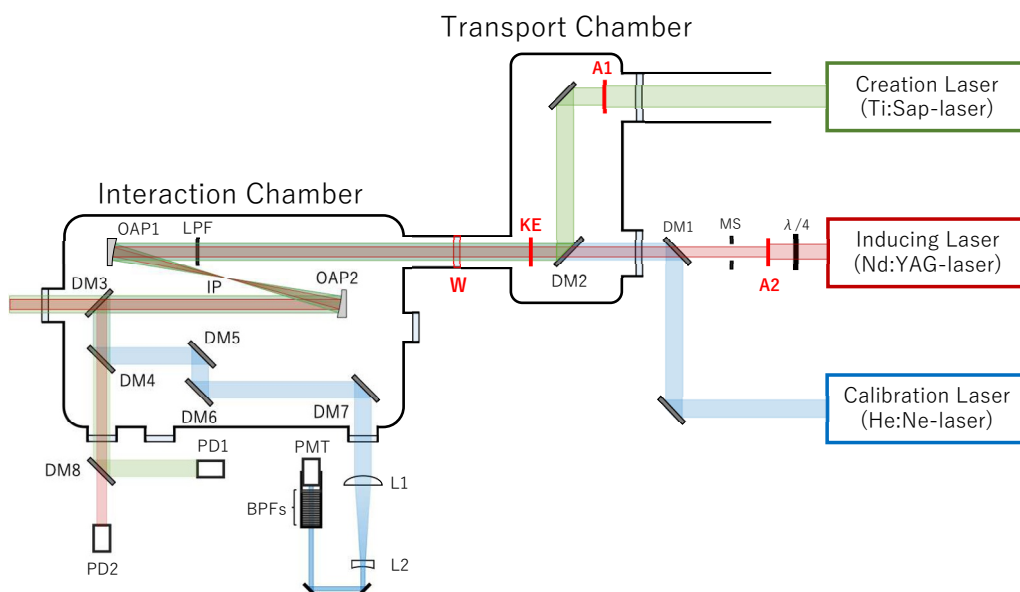 Transport Chamber
A1
Creation Laser
(Ti:Sap-laser)
Interaction Chamber
OAP1
LPF
KE
DM1
MS
λ/4
Inducing Laser
(Nd:YAG-laser)
DM3
IP
OAP2
W
DM2
A2
DM5
DM4
DM6
DM7
Calibration Laser
(He:Ne-laser)
DM8
PD1
PMT
L1
BPFs
PD2
L2